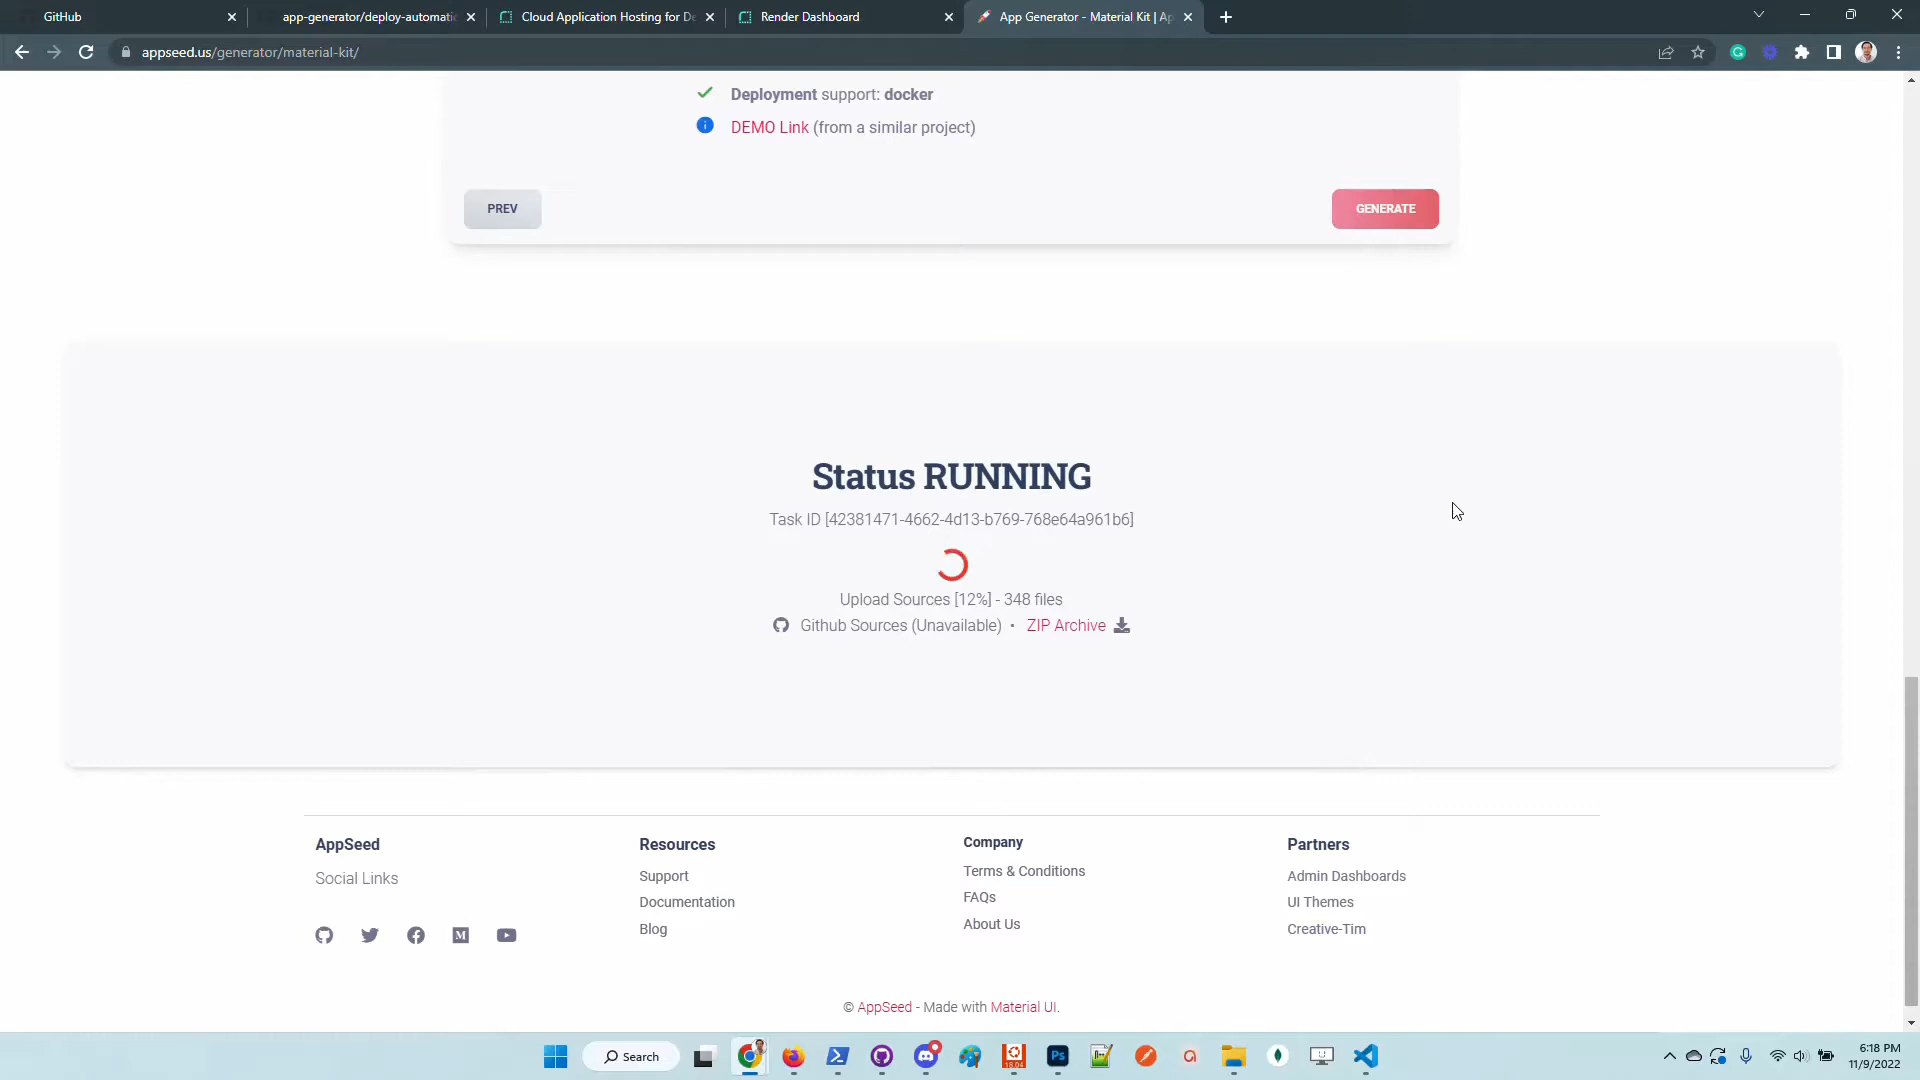 GitHub
app-generator/deploy-automatic
Cloud Application Hosting for De
Render Dashboard
App Generator - Material Kit | Ap
appseed.us/generator/material-kit/
Deployment support: docker
DEMO Link (from a similar project)
PREV
GENERATE
Status RUNNING
Task ID [42381471-4662-4d13-b769-768e64a961b6]
Upload Sources [12%] - 348 files
Github Sources (Unavailable) • ZIP Archive
AppSeed
Social Links
Resources
Support
Documentation
Blog
Company
Terms & Conditions
FAQs
About Us
Partners
Admin Dashboards
UI Themes
Creative-Tim
© AppSeed - Made with Material UI.
Search
Ps
18.04
6:18 PM
11/9/2022